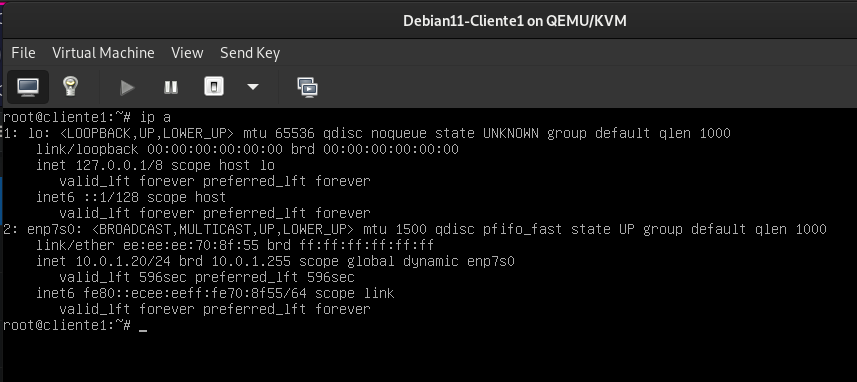 Debian11-Cliente1 on QEMU/KVM
File Virtual Machine View Send Key
root@cliente1:~# ip a
1: lo: <LOOPBACK,UP,LOWER_UP> mtu 65536 qdisc noqueue state UNKNOWN group default qlen 1000
    link/loopback 00:00:00:00:00:00 brd 00:00:00:00:00:00
    inet 127.0.0.1/8 scope host lo
       valid_lft forever preferred_lft forever
    inet6 ::1/128 scope host
       valid_lft forever preferred_lft forever
2: enp7s0: <BROADCAST,MULTICAST,UP,LOWER_UP> mtu 1500 qdisc pfifo_fast state UP group default qlen 1000
    link/ether ee:ee:ee:70:8f:55 brd ff:ff:ff:ff:ff:ff
    inet 10.0.1.20/24 brd 10.0.1.255 scope global dynamic enp7s0
       valid_lft 596sec preferred_lft 596sec
    inet6 fe80::ecee:eeff:fe70:8f55/64 scope link
       valid_lft forever preferred_lft forever
root@cliente1:~# _